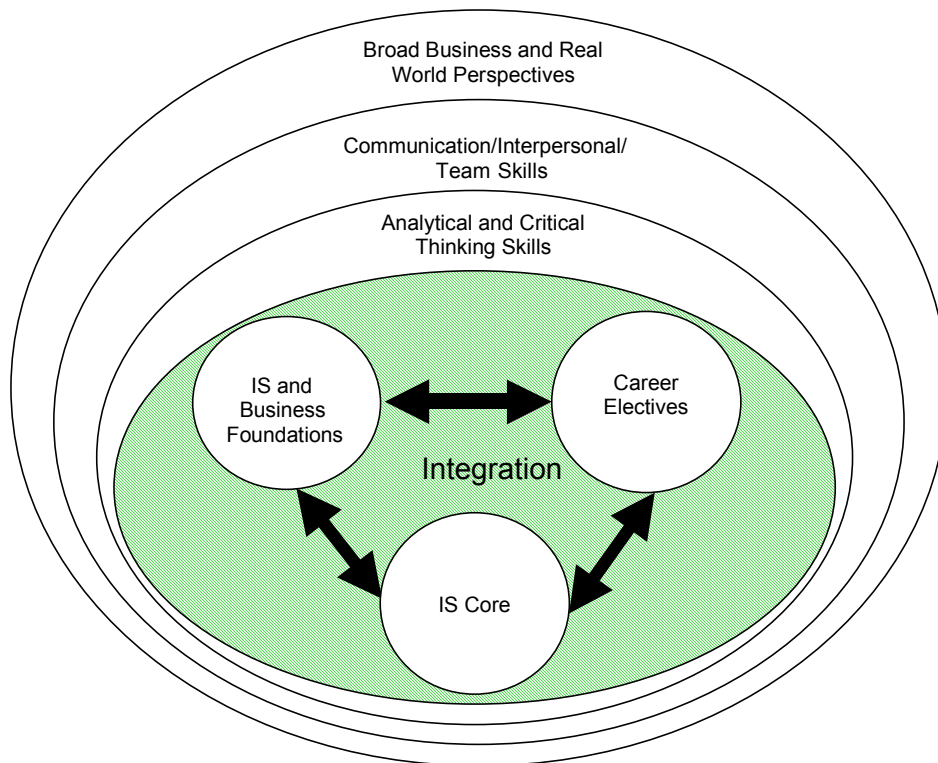 Broad Business and Real
World Perspectives
Communication/Interpersonal/
Team Skills
Analytical and Critical
Thinking Skills
IS and
Business
Foundations
Career
Electives
Integration
IS Core